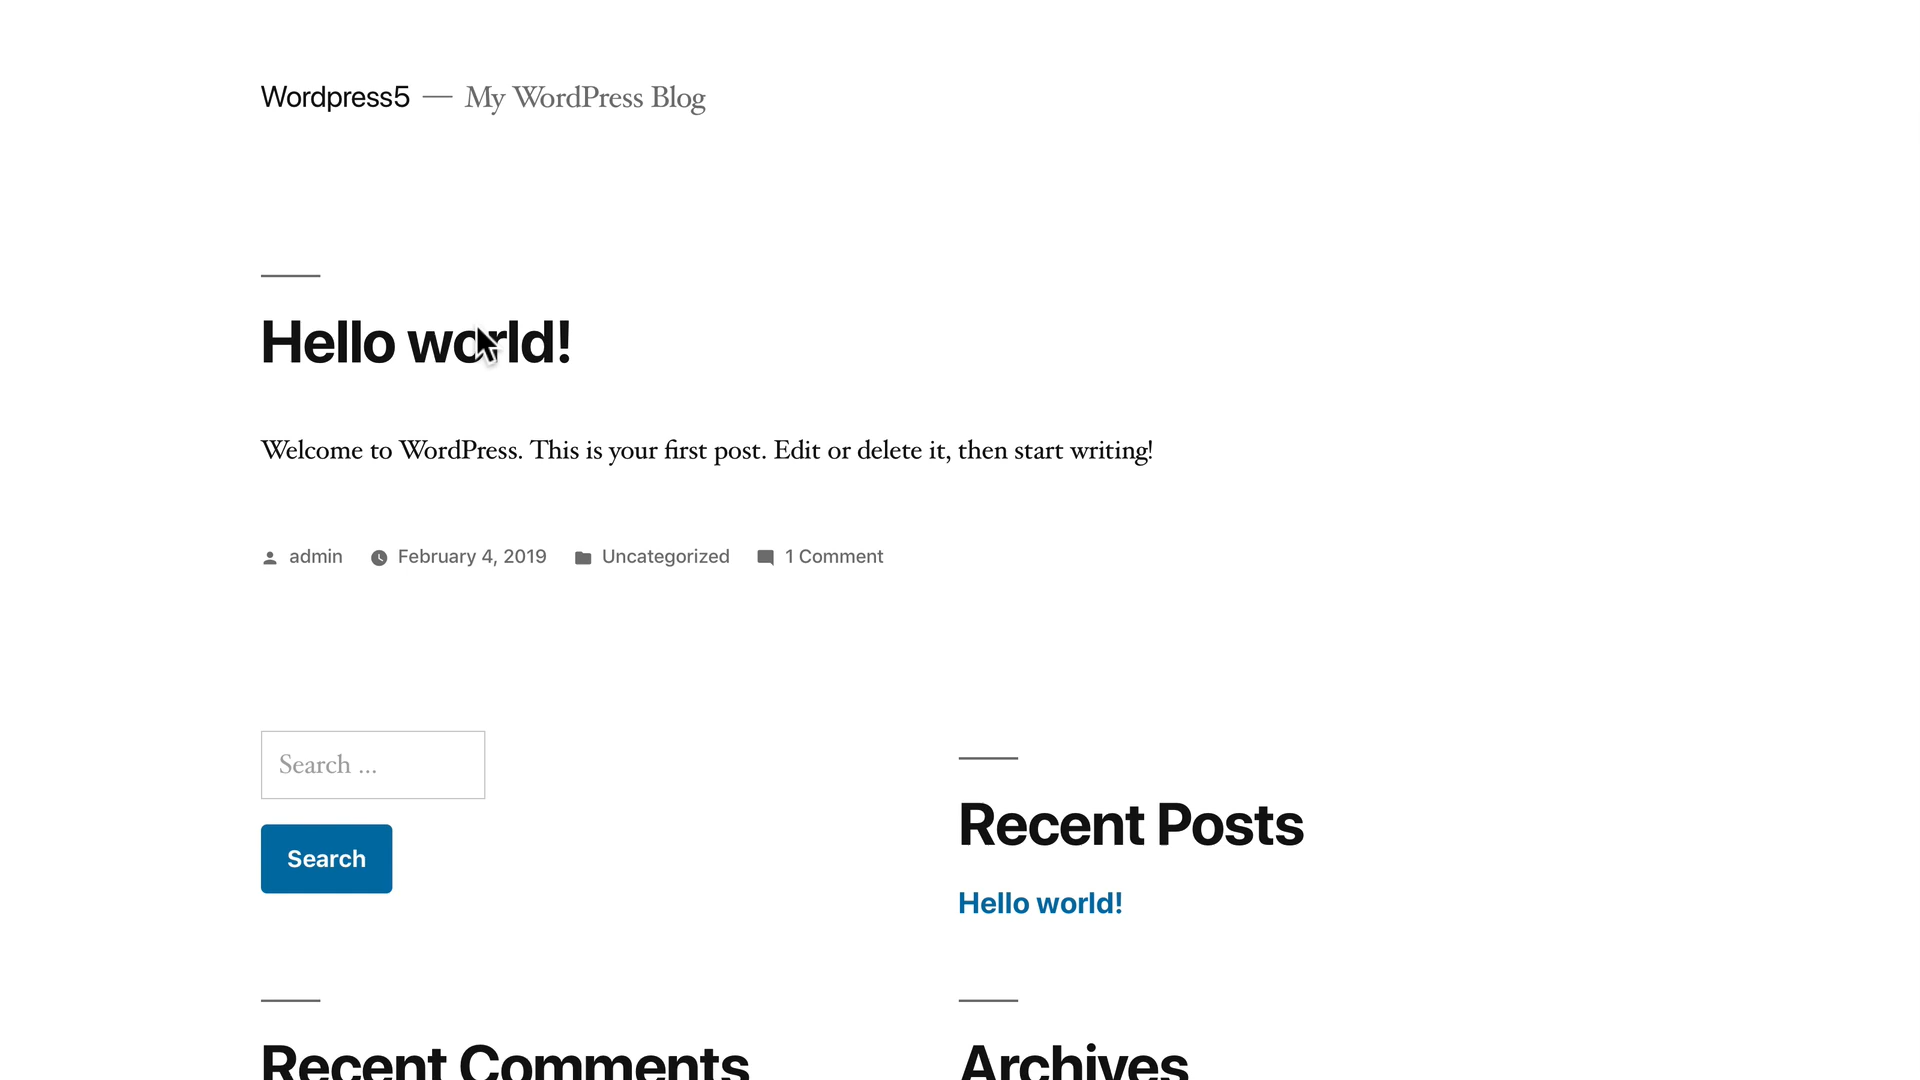 Wordpress5 — My WordPress Blog
Hello world!
Welcome to WordPress. This is your first post. Edit or delete it, then start writing!
admin February 4, 2019 Uncategorized 1 Comment
Search ...
Search
Recent Posts
Hello world!
Recent Comments
Archives